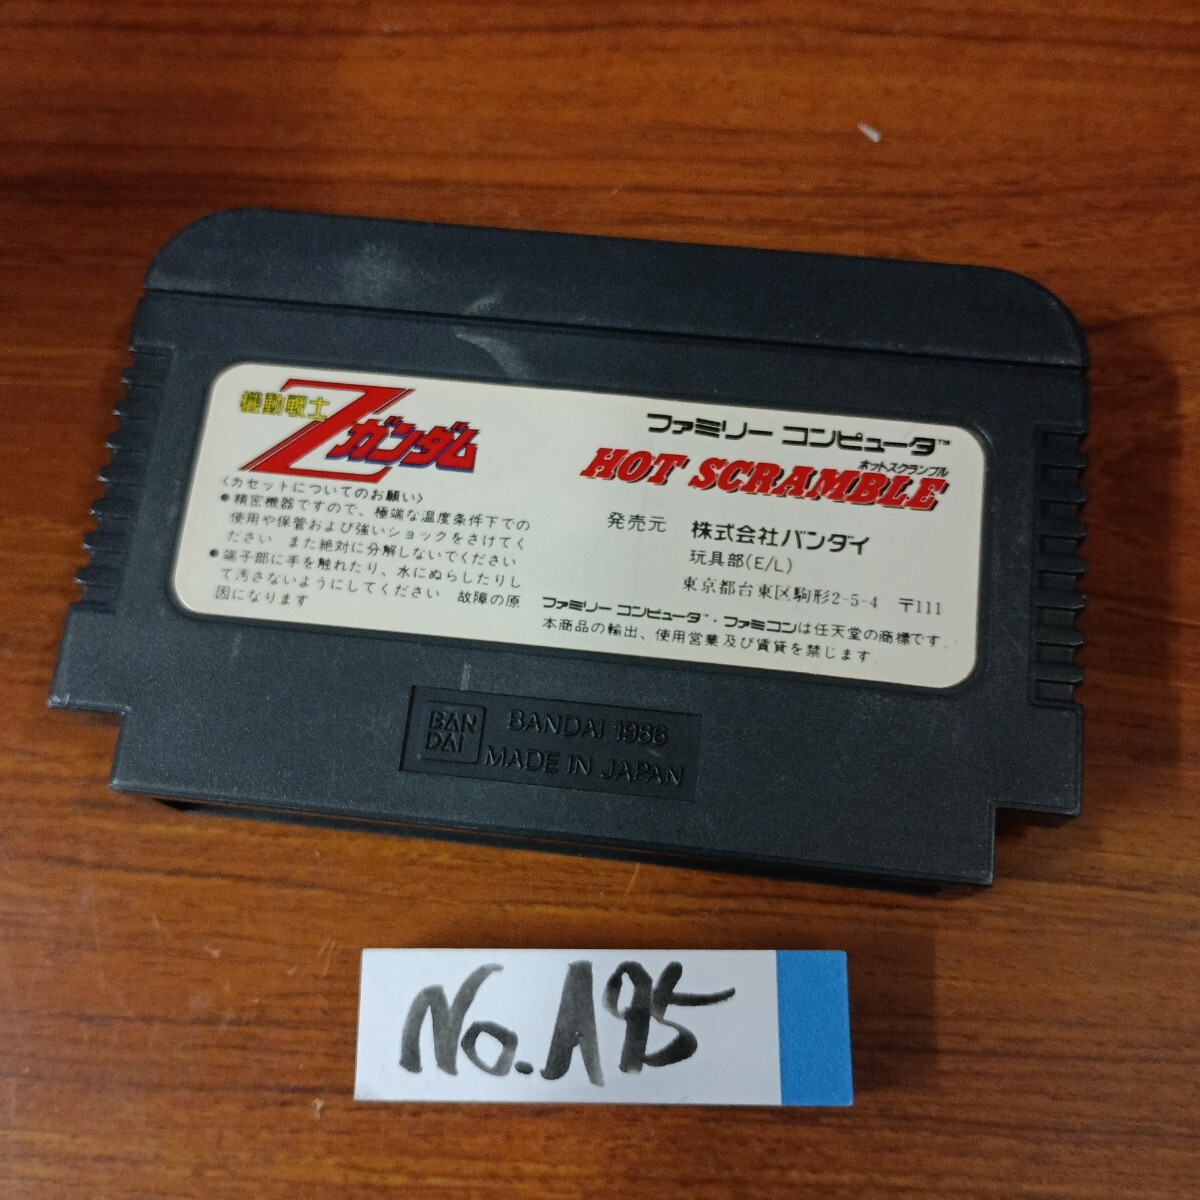 機動戦士
Zガンダム
〈カセットについてのお願い〉
●精密機器ですので、極端な温度条件下での
使用や保管および強いショックをさけてく
ださい また絶対に分解しないでください
●端子部に手を触れたり、水にぬらしたりし
て汚さないようにしてください 故障の原
因になります
ファミリー コンピュータ™
ホットスクランブル
HOT SCRAMBLE
発売元 株式会社バンダイ
玩具部(E/L)
東京都台東区駒形2-5-4 〒111
ファミリー コンピュータ™・ファミコンは任天堂の商標です
本商品の輸出、使用営業及び賃貸を禁じます
BAN
DAI
BANDAI 1986
MADE IN JAPAN
No.A95